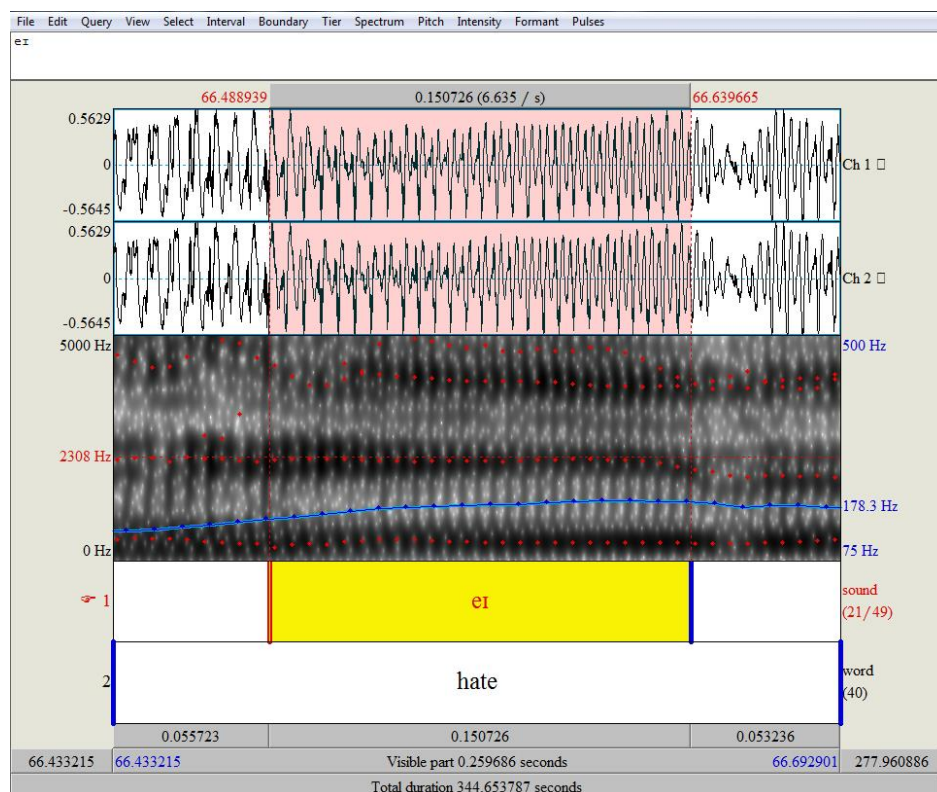 File Edit Query View Select Interval Boundary Tier Spectrum Pitch Intensity Formant Pulses
eɪ
66.488939 0.150726 (6.635 / s) 66.639665
0.5629
0 Ch 1
-0.5645
0.5629
0 Ch 2
-0.5645
5000 Hz 500 Hz
2308 Hz
178.3 Hz
0 Hz 75 Hz
1 eɪ sound
(21/49)
2 hate word
(40)
0.055723 0.150726 0.053236
66.433215 66.433215 Visible part 0.259686 seconds 66.692901 277.960886
Total duration 344.653787 seconds